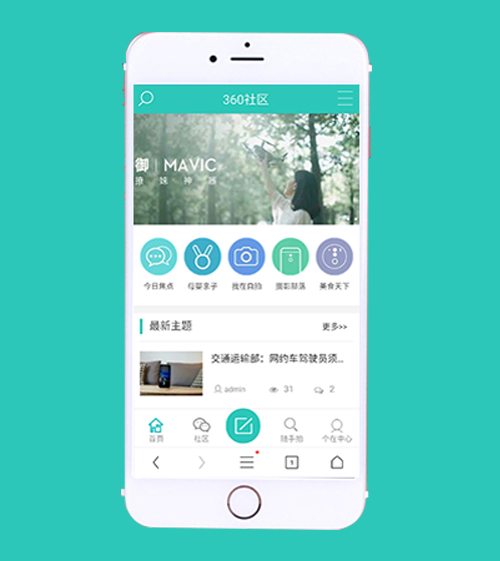 360社区
御 | MAVIC
撩妹神器
今日焦点
母婴亲子
我在自拍
摄影部落
美食天下
最新主题
更多>>
交通运输部：网约车驾驶员须...
admin 31 2
首页
社区
随手拍
个在中心
1